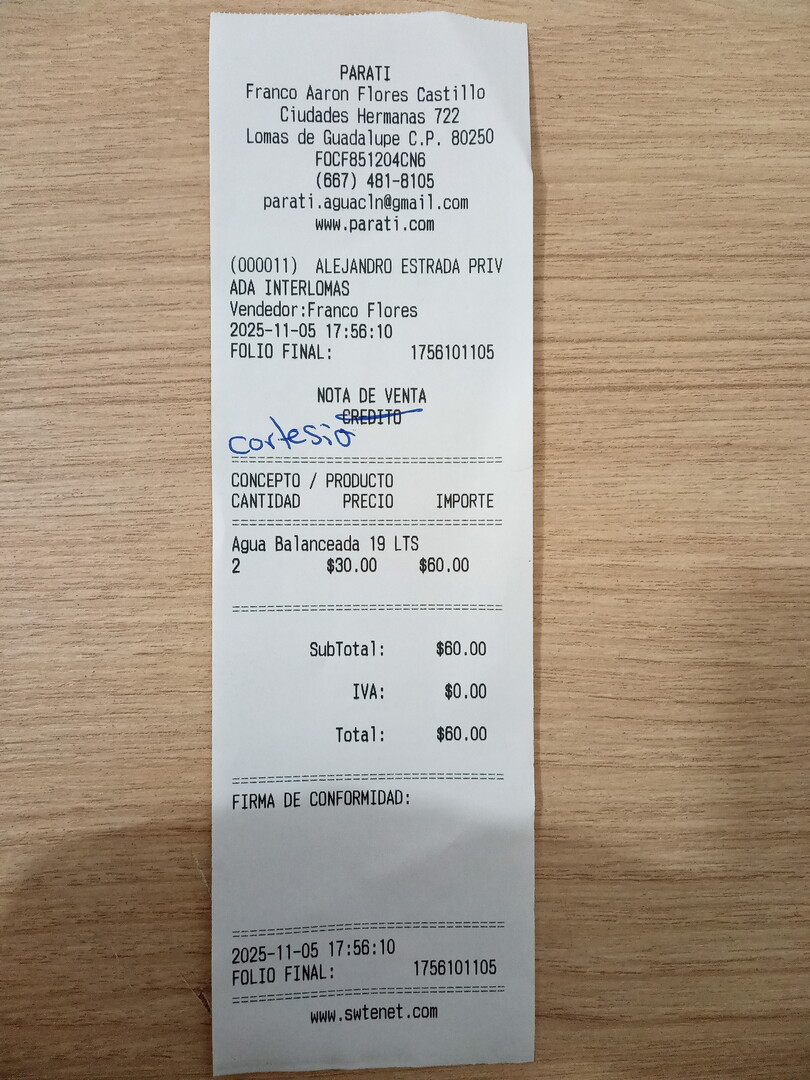 PARATI
Franco Aaron Flores Castillo
Ciudades Hermanas 722
Lomas de Guadalupe C.P. 80250
FOCF851204CN6
(667) 481-8105
parati.aguacln@gmail.com
www.parati.com
(000011) ALEJANDRO ESTRADA PRIV
ADA INTERLOMAS
Vendedor:Franco Flores
2025-11-05 17:56:10
FOLIO FINAL: 1756101105
NOTA DE VENTA
CREDITO
cortesia
================================
CONCEPTO / PRODUCTO
CANTIDAD PRECIO IMPORTE
================================
Agua Balanceada 19 LTS
2 $30.00 $60.00
================================
SubTotal: $60.00
IVA: $0.00
Total: $60.00
================================
FIRMA DE CONFORMIDAD:
================================
2025-11-05 17:56:10
FOLIO FINAL: 1756101105
================================
www.swtenet.com